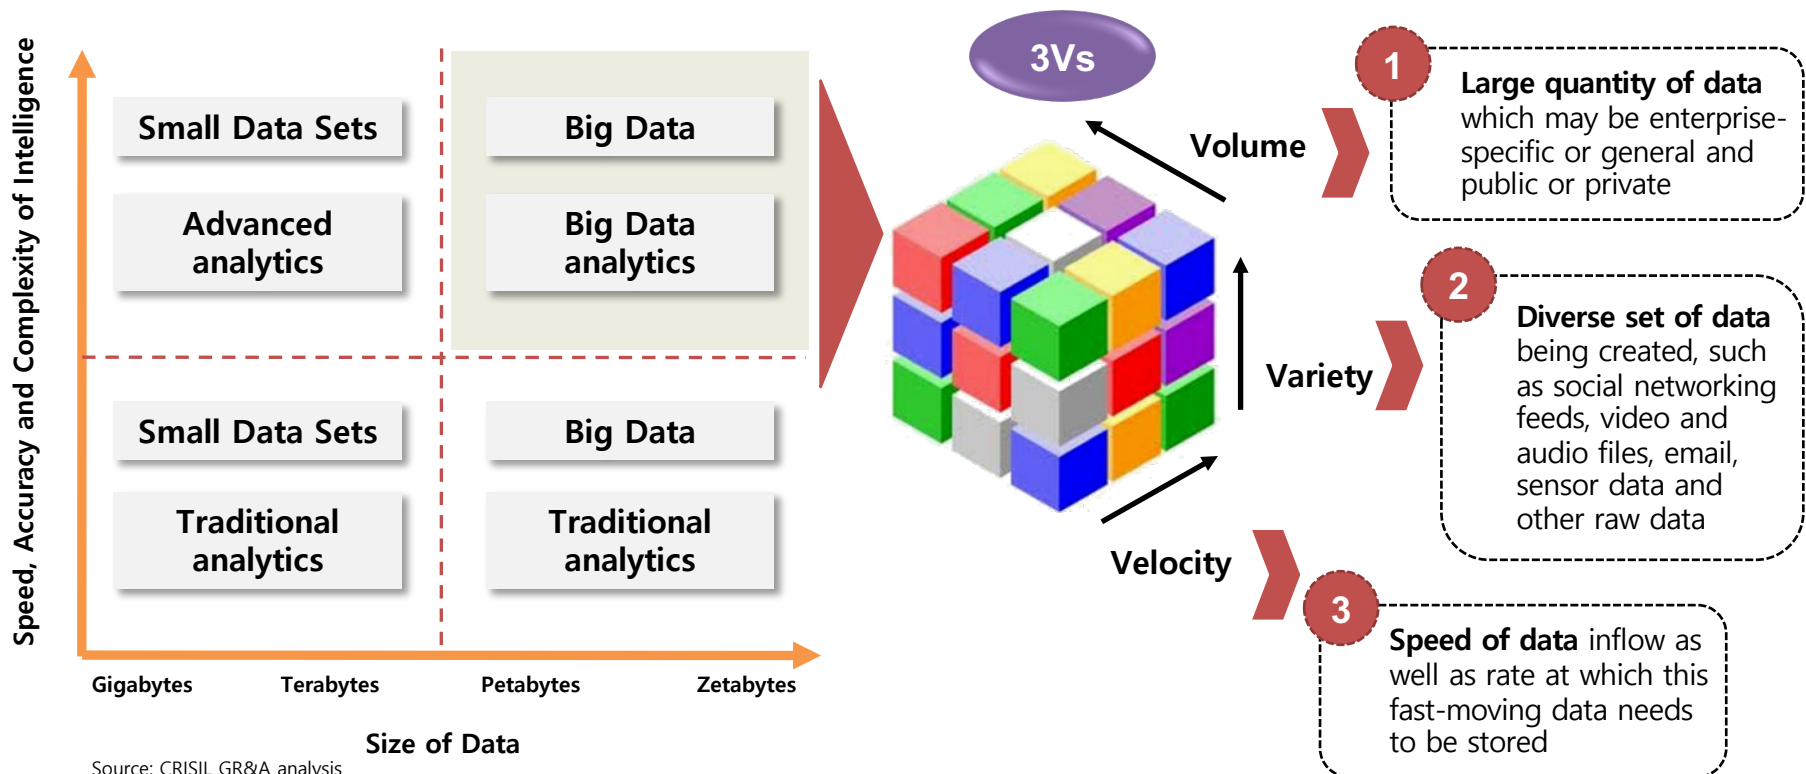 Speed, Accuracy and Complexity of Intelligence
Small Data Sets
Advanced
analytics
Big Data
Big Data
analytics
Small Data Sets
Traditional
analytics
Big Data
Traditional
analytics
Gigabytes
Terabytes
Petabytes
Zetabytes
Size of Data
Source: CRISIL GR&A analysis
3Vs
Volume
Variety
Velocity
1
Large quantity of data
which may be enterprise-
specific or general and
public or private
2
Diverse set of data
being created, such
as social networking
feeds, video and
audio files, email,
sensor data and
other raw data
3
Speed of data inflow as
well as rate at which this
fast-moving data needs
to be stored